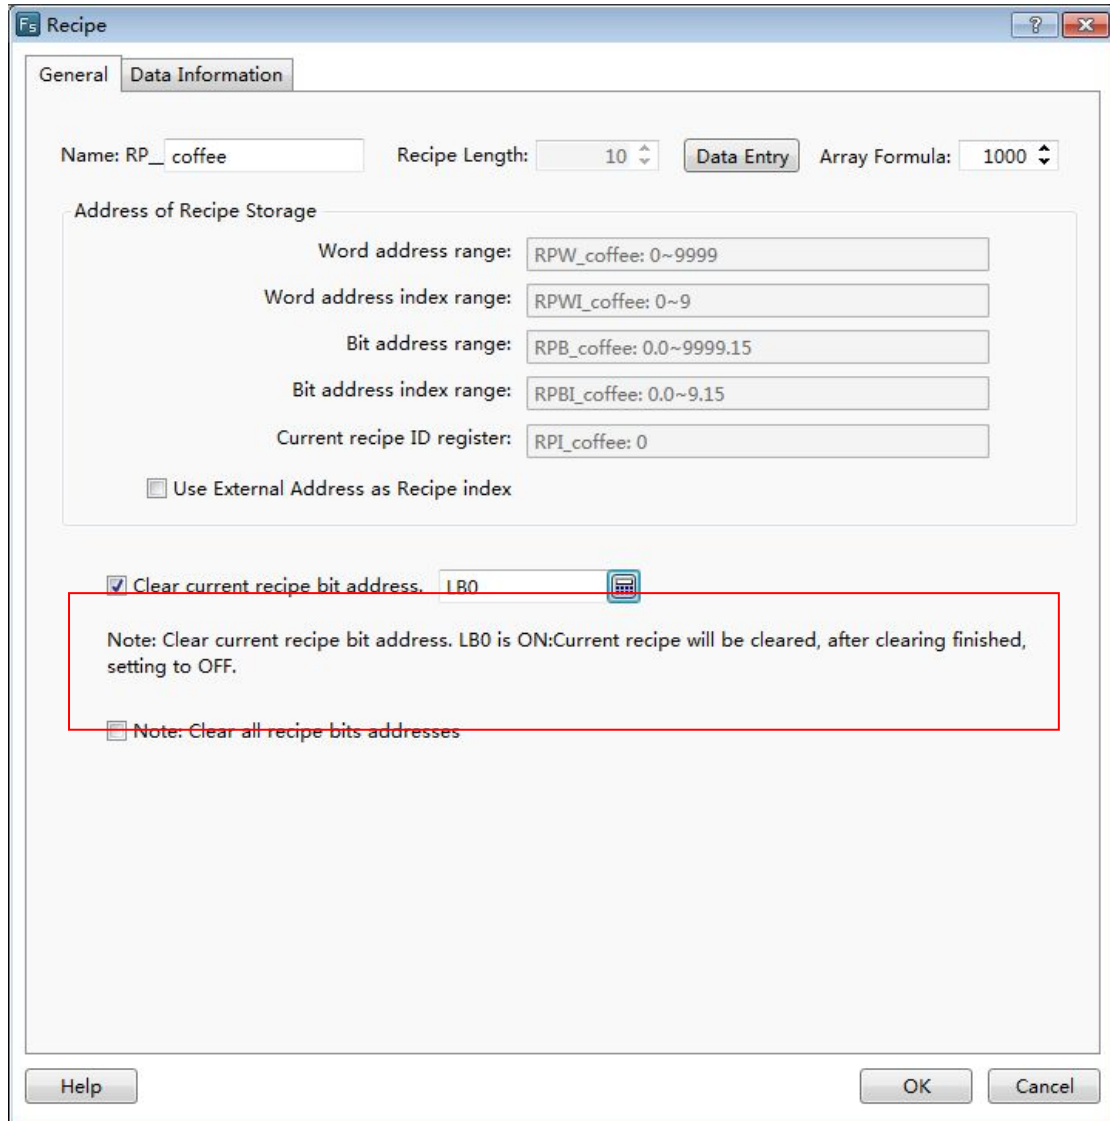 Fs Recipe
General Data Information
Name: RP_ coffee Recipe Length: 10 Data Entry Array Formula: 1000
Address of Recipe Storage
Word address range: RPW_coffee: 0~9999
Word address index range: RPWI_coffee: 0~9
Bit address range: RPB_coffee: 0.0~9999.15
Bit address index range: RPBI_coffee: 0.0~9.15
Current recipe ID register: RPI_coffee: 0
Use External Address as Recipe index
Clear current recipe bit address. LB0
Note: Clear current recipe bit address. LB0 is ON:Current recipe will be cleared, after clearing finished,
setting to OFF.
Note: Clear all recipe bits addresses
Help OK Cancel